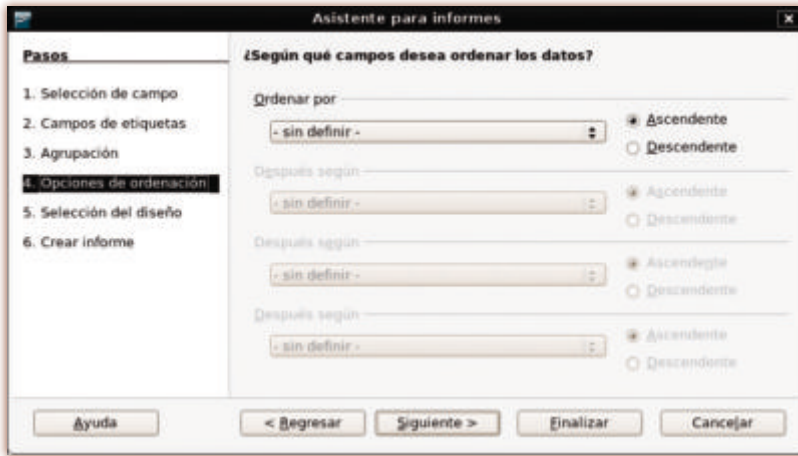 Asistente para informes
Pasos
1. Selección de campo
2. Campos de etiquetas
3. Agrupación
4. Opciones de ordenación
5. Selección del diseño
6. Crear informe
¿Según qué campos desea ordenar los datos?
Ordenar por
- sin definir -
Ascendente
Descendente
Después según
- sin definir -
Ascendente
Descendente
Después según
- sin definir -
Ascendente
Descendente
Después según
- sin definir -
Ascendente
Descendente
Ayuda
< Regresar
Siguiente >
Finalizar
Cancelar